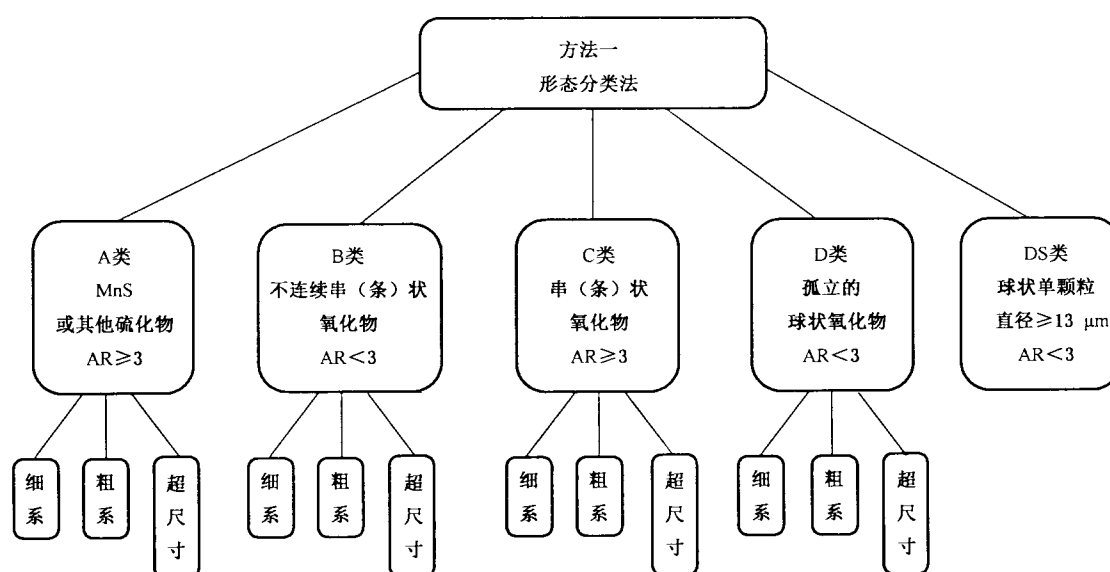 方法一
形态分类法
A类
MnS
或其他硫化物
AR≥3
B类
不连续串（条）状
氧化物
AR＜3
C类
串（条）状
氧化物
AR≥3
D类
孤立的
球状氧化物
AR＜3
DS类
球状单颗粒
直径≥13 μm
AR＜3
细系
粗系
超尺寸
细系
粗系
超尺寸
细系
粗系
超尺寸
细系
粗系
超尺寸